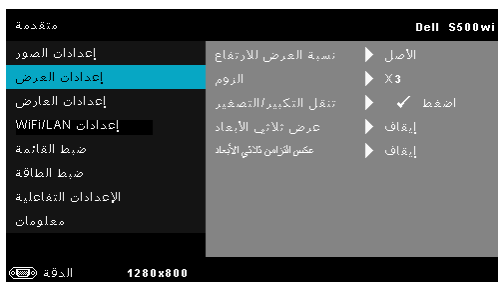 متقدمة
Dell S500wi
إعدادات الصور
إعدادات العرض
إعدادات العارض
إعدادات WiFi/LAN
ضبط القائمة
ضبط الطاقة
الإعدادات التفاعلية
معلومات
نسبة العرض للارتفاع الأصل
الزوم X3
تنقل التكبير/التصغير اضغط
عرض ثلاثي الأبعاد إيقاف
عكس التزامن ثلاثي الأبعاد إيقاف
الدقة 1280x800